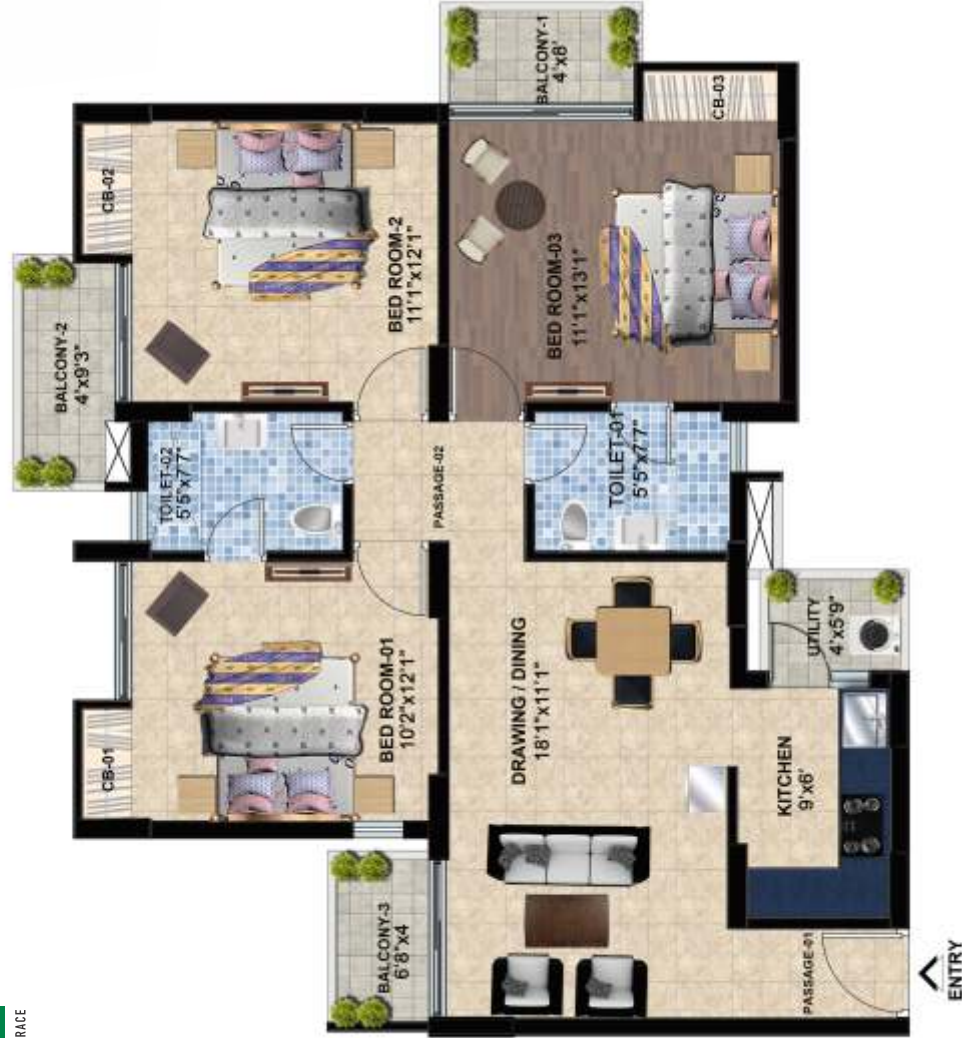 BALCONY-1
4'x8'
CB-03
CB-02
BED ROOM-2
11'1"x12'1"
BED ROOM-03
11'1"x13'1"
BALCONY-2
4'x9'3"
TOILET-02
5'5"x7'7"
PASSAGE-02
TOILET-01
5'5"x7'7"
UTILITY
4'x5'9"
CB-01
BED ROOM-01
10'2"x12'1"
DRAWING / DINING
18'1"x11'1"
KITCHEN
9'x6'
BALCONY-3
6'8"x4
PASSAGE-01
ENTRY
RACE